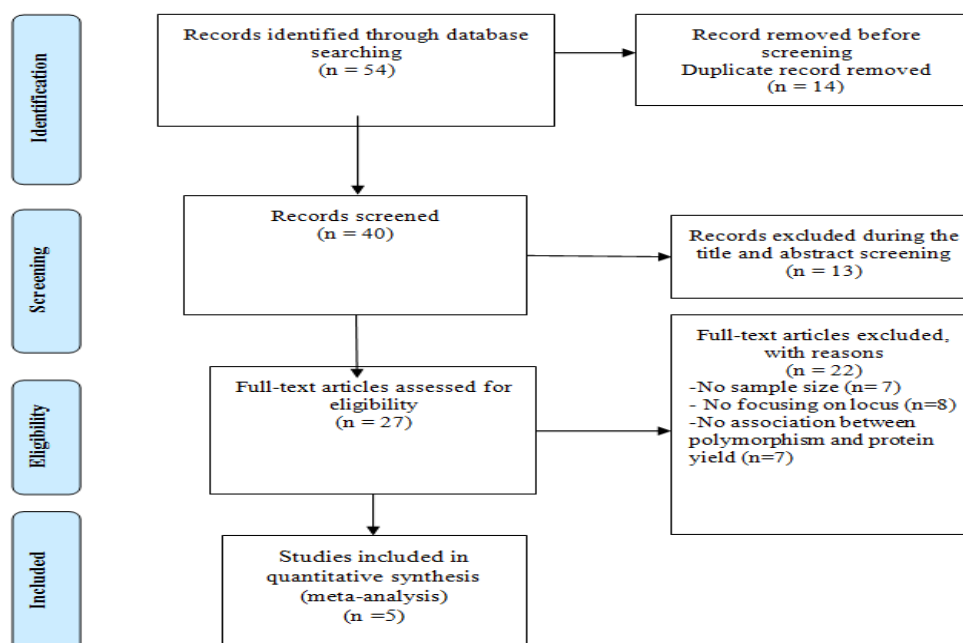 Identification
Records identified through database
searching
(n = 54)
Record removed before
screening
Duplicate record removed
(n = 14)
Screening
Records screened
(n = 40)
Records excluded during the
title and abstract screening
(n = 13)
Eligibility
Full-text articles assessed for
eligibility
(n = 27)
Full-text articles excluded,
with reasons
(n = 22)
-No sample size (n= 7)
- No focusing on locus (n=8)
-No association between
polymorphism and protein
yield (n=7)
Included
Studies included in
quantitative synthesis
(meta-analysis)
(n =5)